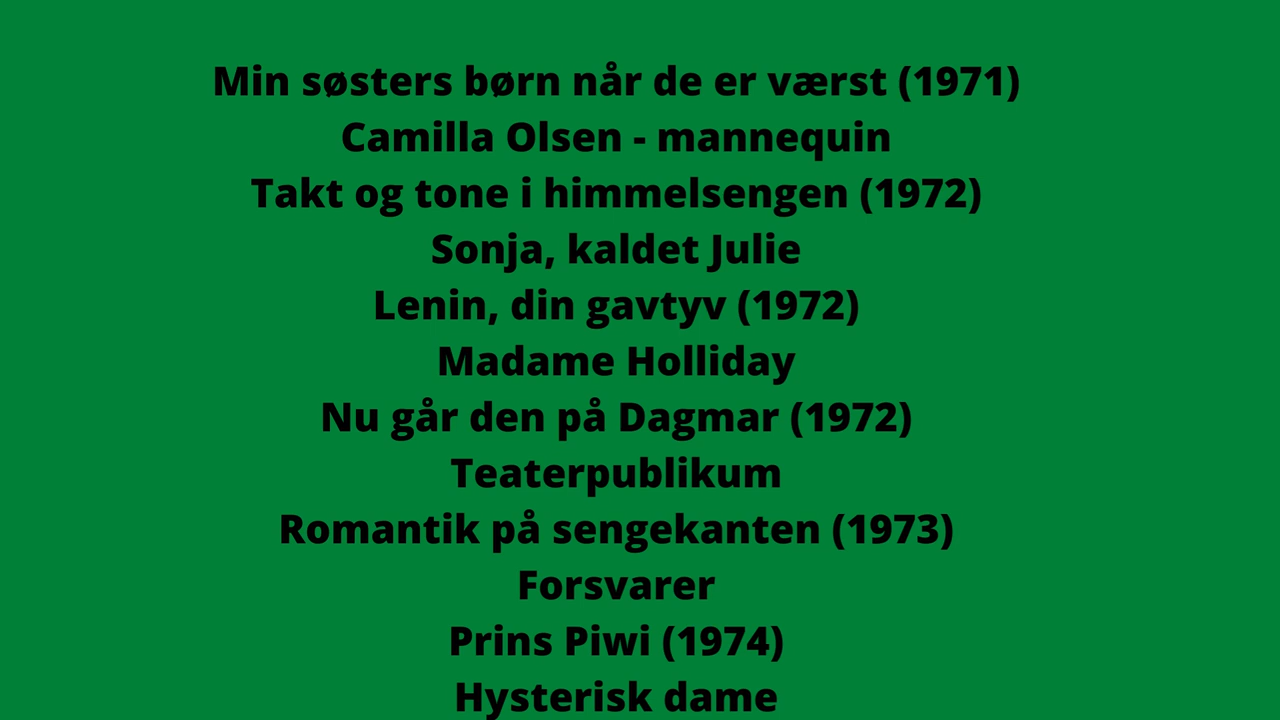 Min søsters børn når de er værst (1971)
Camilla Olsen - mannequin
Takt og tone i himmelsengen (1972)
Sonja, kaldet Julie
Lenin, din gavtyv (1972)
Madame Holliday
Nu går den på Dagmar (1972)
Teaterpublikum
Romantik på sengekanten (1973)
Forsvarer
Prins Piwi (1974)
Hysterisk dame